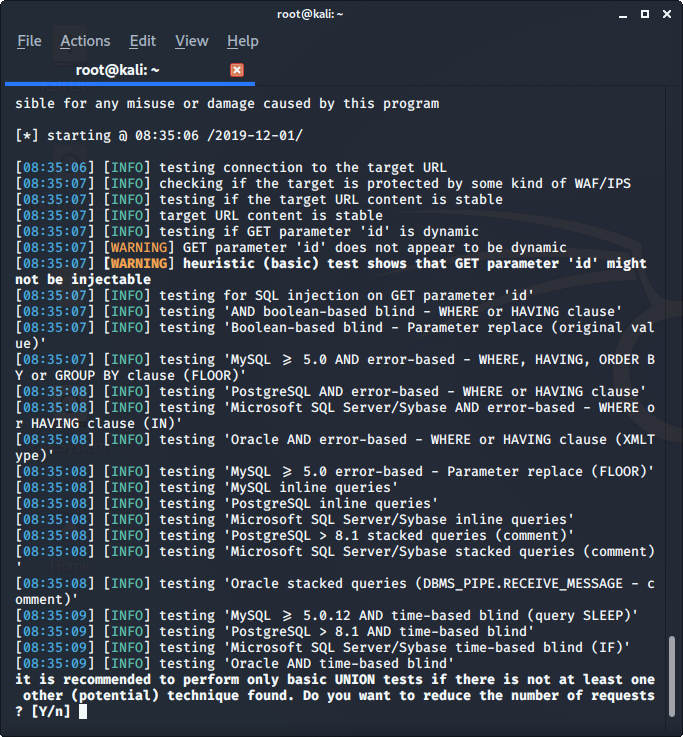 root@kali: ~
File Actions Edit View Help
root@kali: ~
sible for any misuse or damage caused by this program
[*] starting @ 08:35:06 /2019-12-01/
[08:35:06] [INFO] testing connection to the target URL
[08:35:07] [INFO] checking if the target is protected by some kind of WAF/IPS
[08:35:07] [INFO] testing if the target URL content is stable
[08:35:07] [INFO] target URL content is stable
[08:35:07] [INFO] testing if GET parameter 'id' is dynamic
[08:35:07] [WARNING] GET parameter 'id' does not appear to be dynamic
[08:35:07] [WARNING] heuristic (basic) test shows that GET parameter 'id' might
not be injectable
[08:35:07] [INFO] testing for SQL injection on GET parameter 'id'
[08:35:07] [INFO] testing 'AND boolean-based blind - WHERE or HAVING clause'
[08:35:07] [INFO] testing 'Boolean-based blind - Parameter replace (original val
ue)'
[08:35:07] [INFO] testing 'MySQL ≥ 5.0 AND error-based - WHERE, HAVING, ORDER B
Y or GROUP BY clause (FLOOR)'
[08:35:08] [INFO] testing 'PostgreSQL AND error-based - WHERE or HAVING clause'
[08:35:08] [INFO] testing 'Microsoft SQL Server/Sybase AND error-based - WHERE o
r HAVING clause (IN)'
[08:35:08] [INFO] testing 'Oracle AND error-based - WHERE or HAVING clause (XMLT
ype)'
[08:35:08] [INFO] testing 'MySQL ≥ 5.0 error-based - Parameter replace (FLOOR)'
[08:35:08] [INFO] testing 'MySQL inline queries'
[08:35:08] [INFO] testing 'PostgreSQL inline queries'
[08:35:08] [INFO] testing 'Microsoft SQL Server/Sybase inline queries'
[08:35:08] [INFO] testing 'PostgreSQL > 8.1 stacked queries (comment)'
[08:35:08] [INFO] testing 'Microsoft SQL Server/Sybase stacked queries (comment)
'
[08:35:08] [INFO] testing 'Oracle stacked queries (DBMS_PIPE.RECEIVE_MESSAGE - c
omment)'
[08:35:09] [INFO] testing 'MySQL ≥ 5.0.12 AND time-based blind (query SLEEP)'
[08:35:09] [INFO] testing 'PostgreSQL > 8.1 AND time-based blind'
[08:35:09] [INFO] testing 'Microsoft SQL Server/Sybase time-based blind (IF)'
[08:35:09] [INFO] testing 'Oracle AND time-based blind'
it is recommended to perform only basic UNION tests if there is not at least one
other (potential) technique found. Do you want to reduce the number of requests
? [Y/n]